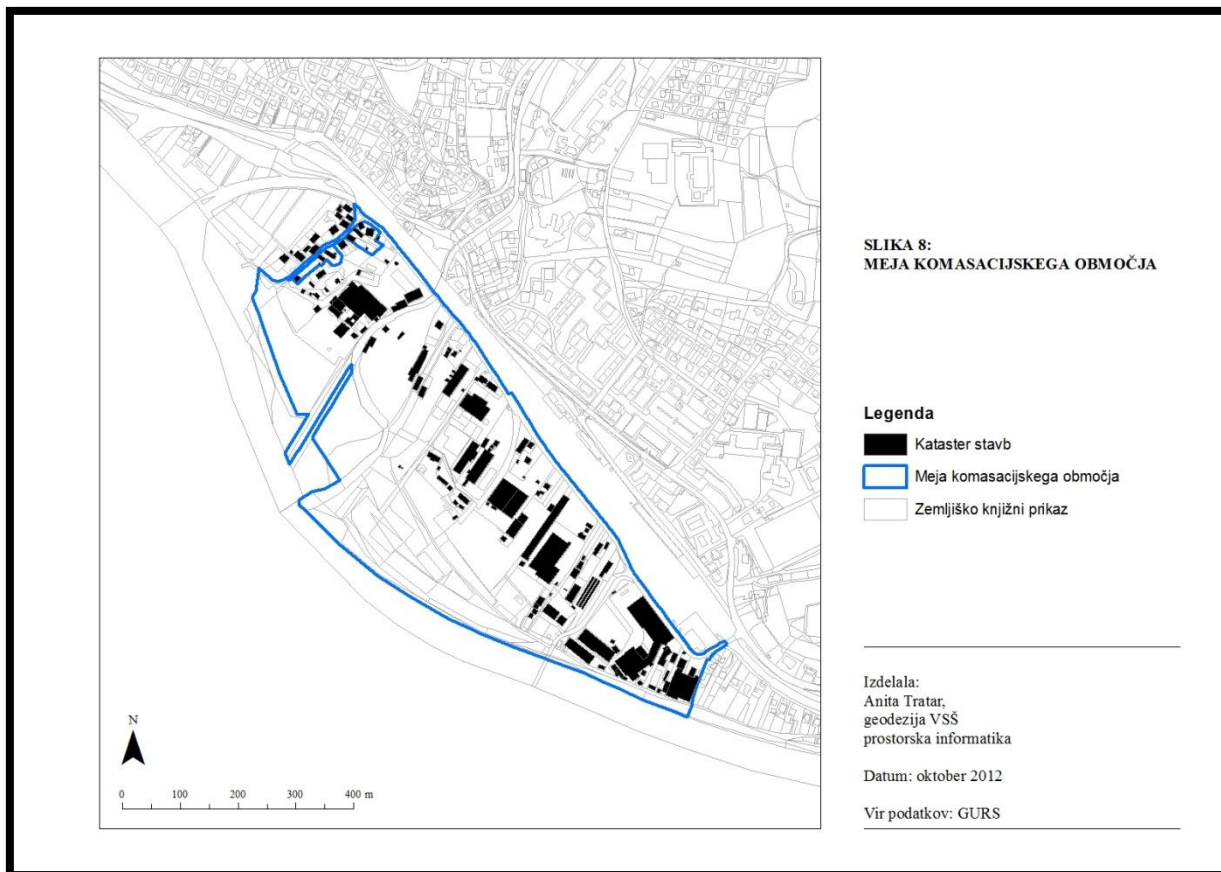 SLIKA 8:
MEJA KOMASACIJSKEGA OBMOČJA
Legenda
Kataster stavb
Meja komasacijskega območja
Zemljiško knjižni prikaz
Izdelala:
Anita Tratar,
geodezija VSŠ
prostorska informatika
Datum: oktober 2012
Vir podatkov: GURS
N
0 100 200 300 400 m